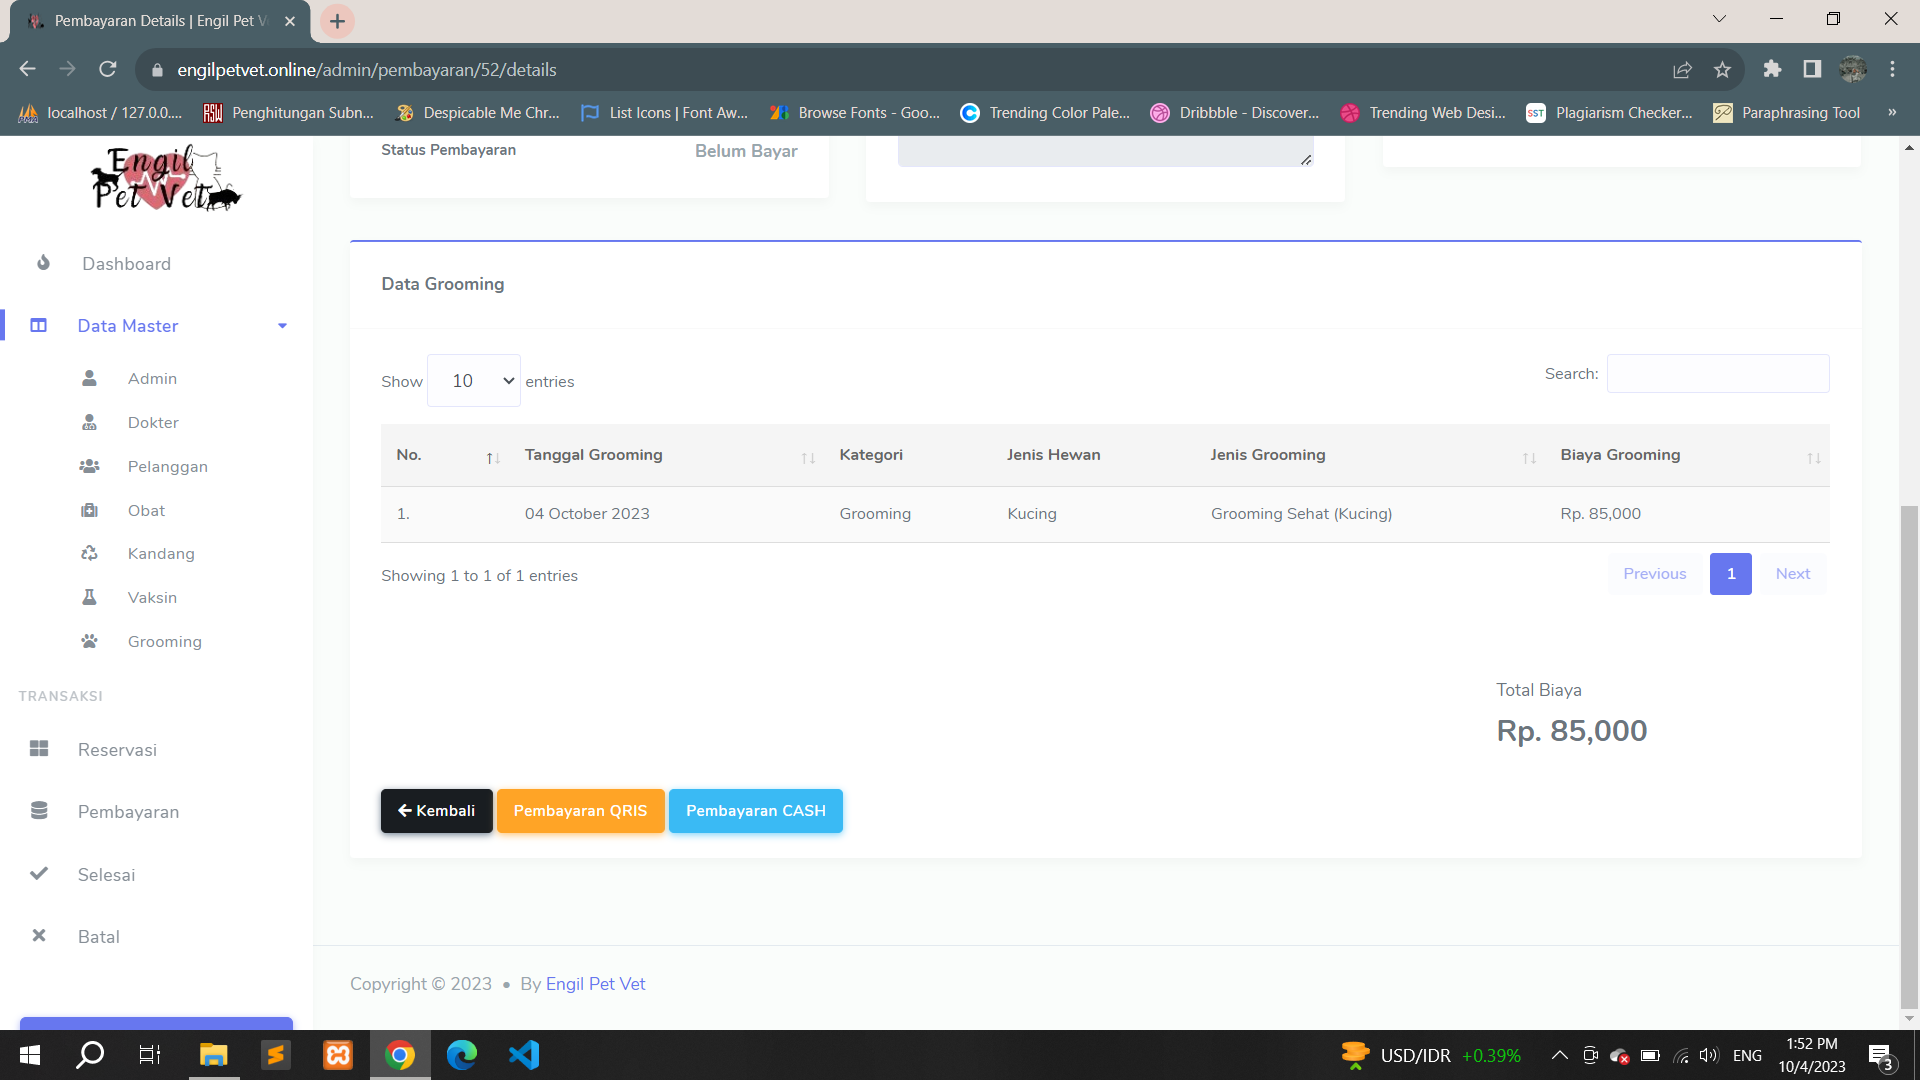 Pembayaran Details | Engil Pet V
engilpetvet.online/admin/pembayaran/52/details
localhost / 127.0.0.... Penghitungan Subn... Despicable Me Chr... List Icons | Font Aw... Browse Fonts - Goo... Trending Color Pale... Dribbble - Discover... Trending Web Desi... SST Plagiarism Checker... Paraphrasing Tool »
Engil
Pet Vet
Dashboard
Data Master
Admin
Dokter
Pelanggan
Obat
Kandang
Vaksin
Grooming
TRANSAKSI
Reservasi
Pembayaran
Selesai
Batal
Status Pembayaran Belum Bayar
Data Grooming
Show 10 entries Search:
No. Tanggal Grooming Kategori Jenis Hewan Jenis Grooming Biaya Grooming
1. 04 October 2023 Grooming Kucing Grooming Sehat (Kucing) Rp. 85,000
Showing 1 to 1 of 1 entries Previous 1 Next
Total Biaya
Rp. 85,000
Kembali Pembayaran QRIS Pembayaran CASH
Copyright © 2023 • By Engil Pet Vet
USD/IDR +0.39% ENG 1:52 PM
10/4/2023 3